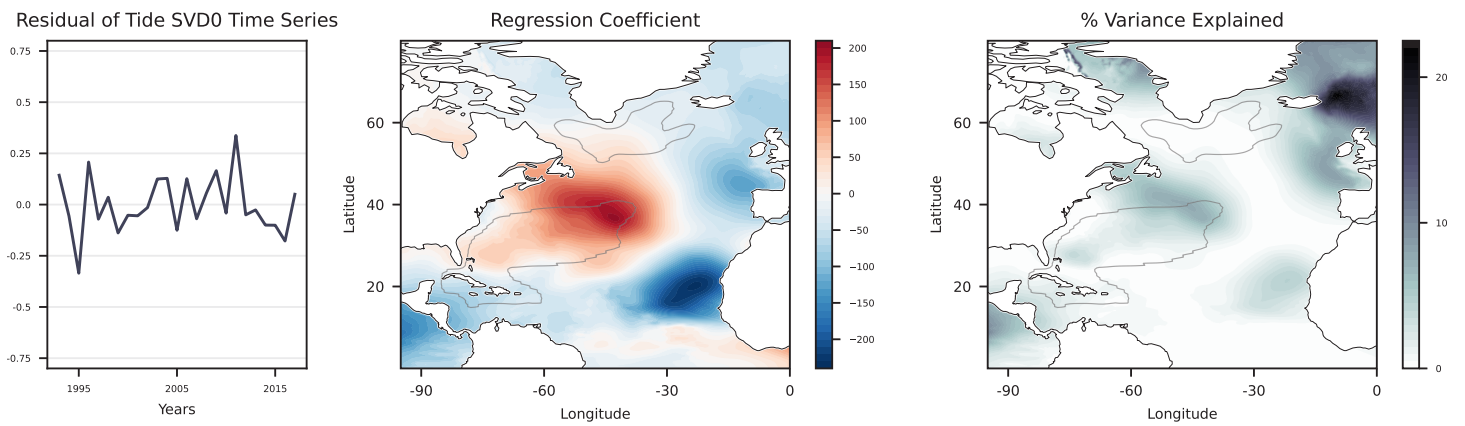 Residual of Tide SVD0 Time Series
0.75
0.5
0.25
0.0
-0.25
-0.5
-0.75
1995 2005 2015
Years
Regression Coefficient
Latitude
60
40
20
-90 -60 -30 0
Longitude
200
150
100
50
0
−50
−100
−150
−200
% Variance Explained
Latitude
60
40
20
-90 -60 -30 0
Longitude
20
10
0